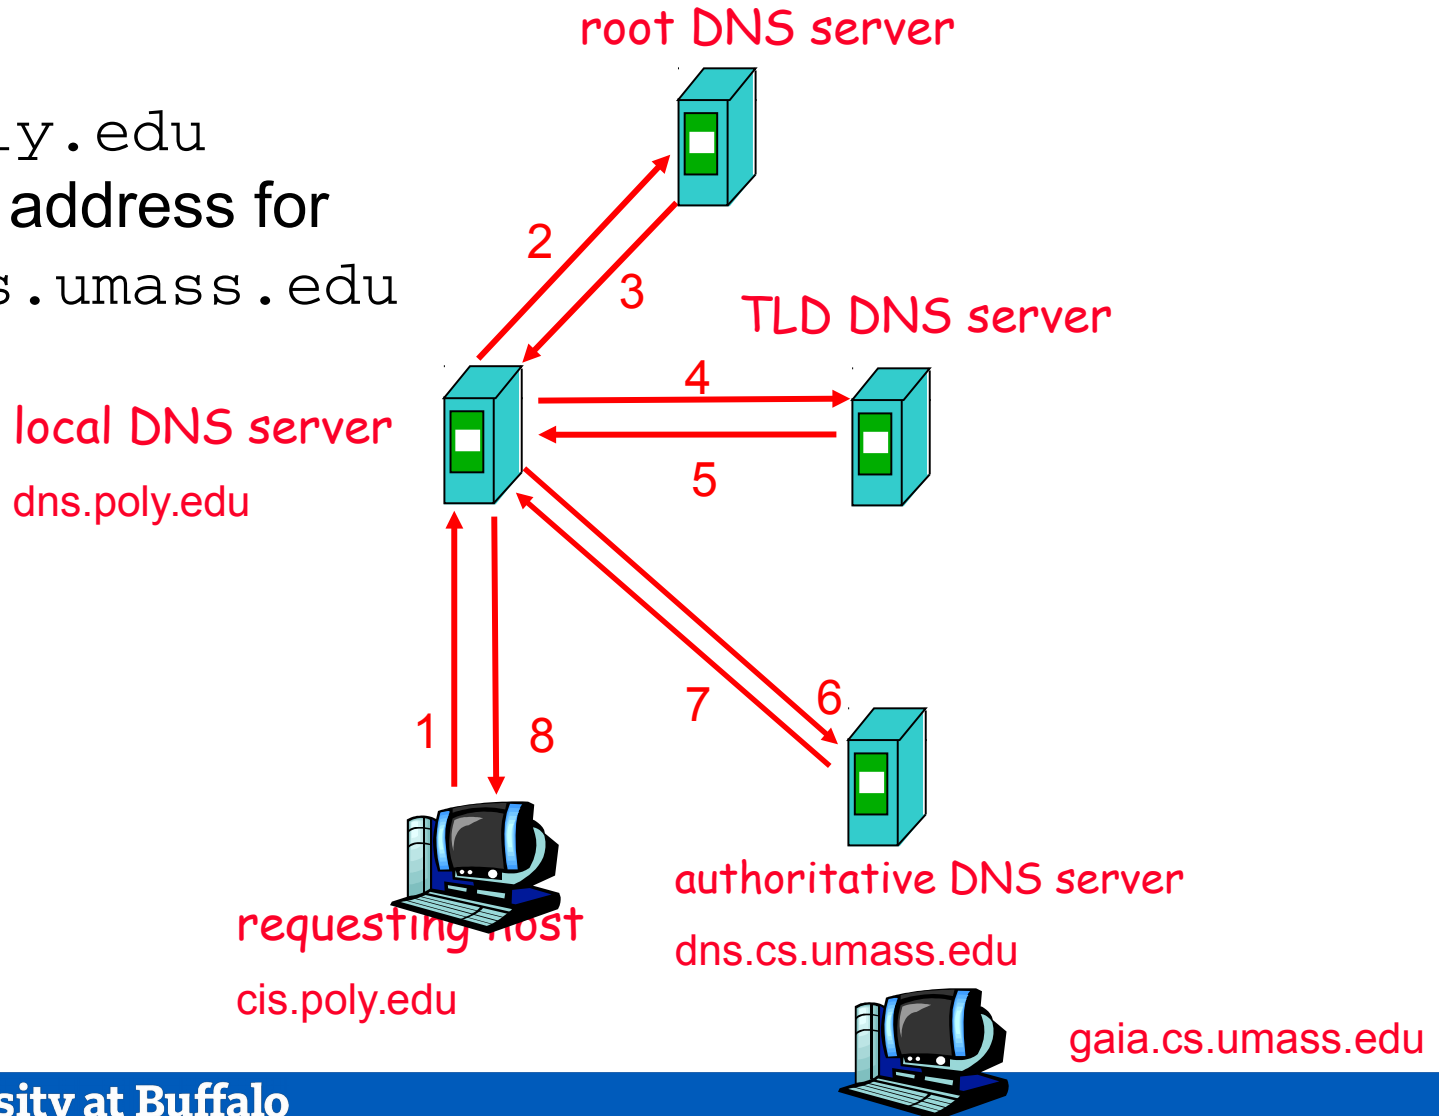 root DNS server
y.edu
address for
s.umass.edu
2
3
TLD DNS server
4
local DNS server
5
dns.poly.edu
6
7
1
8
authoritative DNS server
requesting host
dns.cs.umass.edu
cis.poly.edu
gaia.cs.umass.edu
at Buffalo